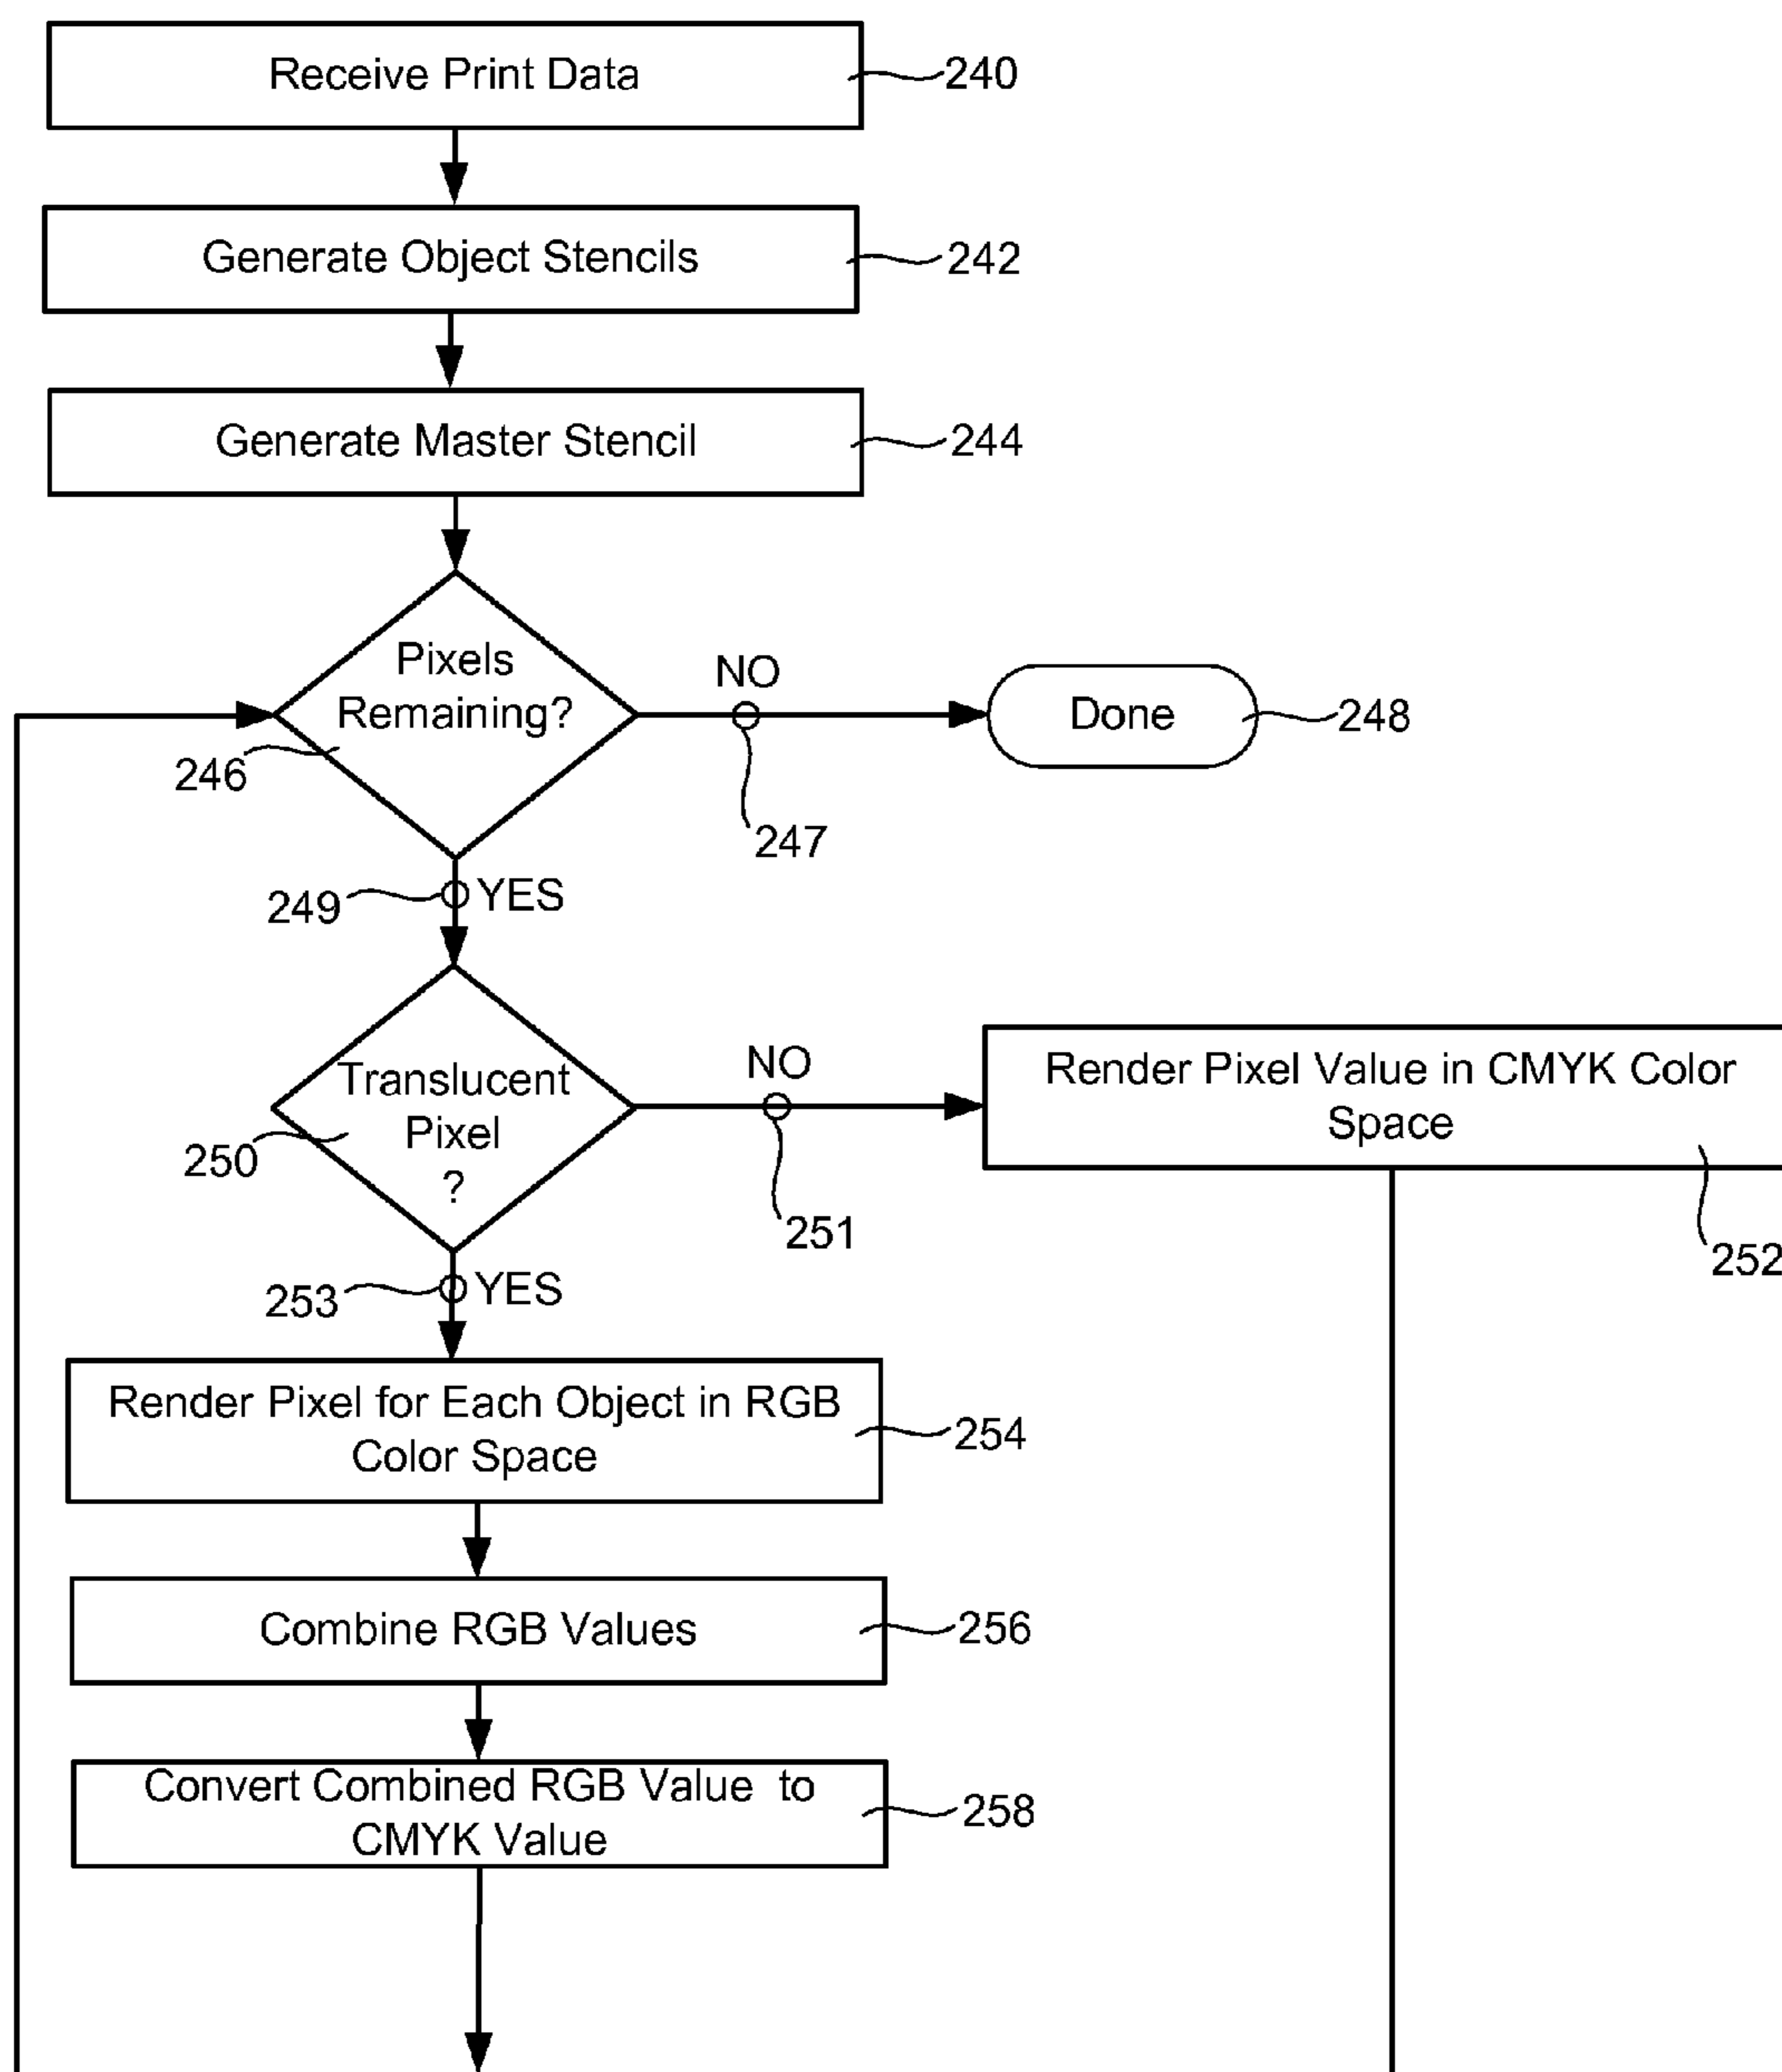 Receive Print Data
240
Generate Object Stencils
242
Generate Master Stencil
244
Pixels
Remaining?
246
NO
247
Done
248
249
YES
Translucent
Pixel
?
250
NO
251
Render Pixel Value in CMYK Color
Space
252
253
YES
Render Pixel for Each Object in RGB
Color Space
254
Combine RGB Values
256
Convert Combined RGB Value to
CMYK Value
258